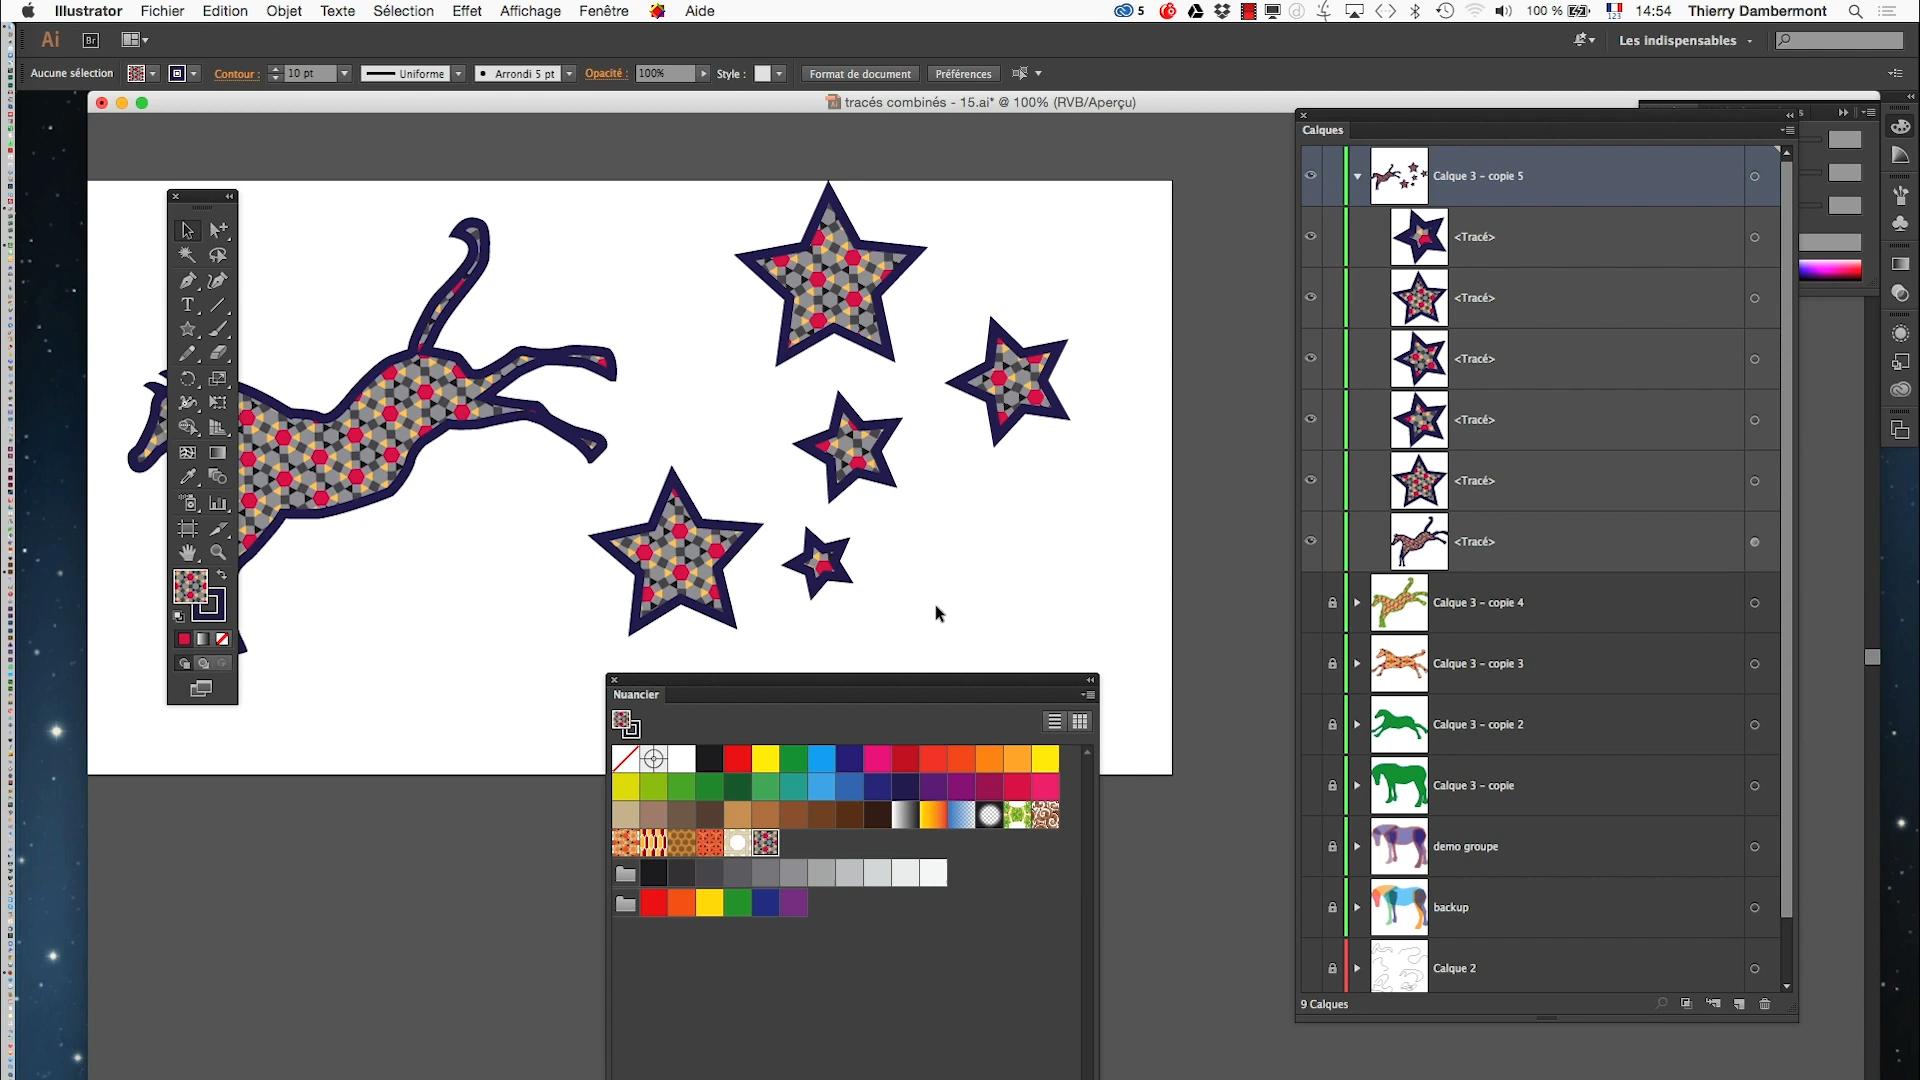 Illustrator Fichier Edition Objet Texte Sélection Effet Affichage Fenêtre Aide 5 100 % 123 14:54 Thierry Dambermont
Ai Br Les indispensables
Aucune sélection Contour : 10 pt Uniforme Arrondi 5 pt Opacité : 100% Style : Format de document Préférences
tracés combinés - 15.ai* @ 100% (RVB/Aperçu)
Calques
Calque 3 - copie 5
<Tracé>
<Tracé>
<Tracé>
<Tracé>
<Tracé>
<Tracé>
Calque 3 - copie 4
Calque 3 - copie 3
Calque 3 - copie 2
Calque 3 - copie
demo groupe
backup
Calque 2
9 Calques
Nuancier